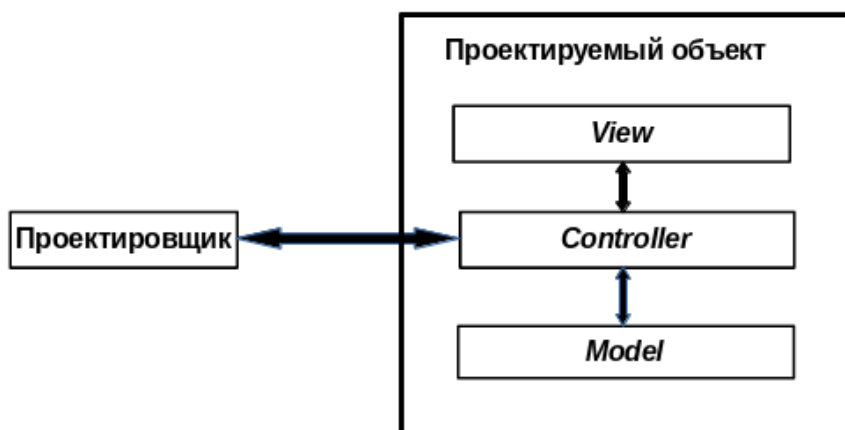 Проектируемый объект
View
Проектировщик
Controller
Model